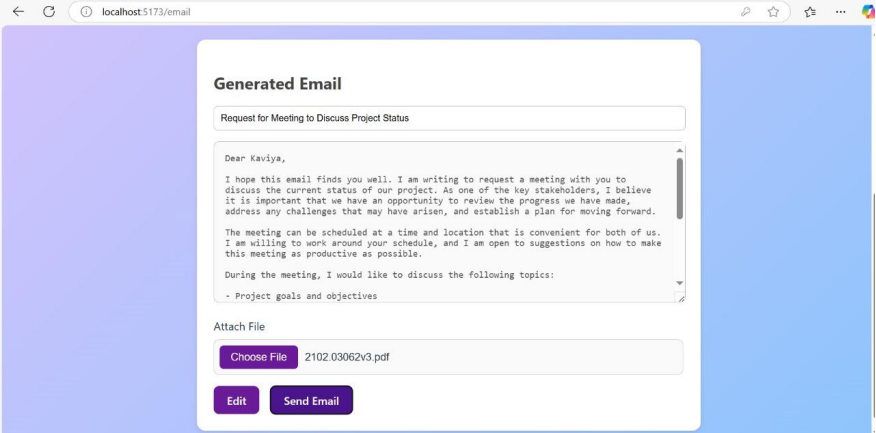 localhost:5173/email
Generated Email
Request for Meeting to Discuss Project Status
Dear Kaviya,
I hope this email finds you well. I am writing to request a meeting with you to
discuss the current status of our project. As one of the key stakeholders, I believe
it is important that we have an opportunity to review the progress we have made,
address any challenges that may have arisen, and establish a plan for moving forward.
The meeting can be scheduled at a time and location that is convenient for both of us.
I am willing to work around your schedule, and I am open to suggestions on how to make
this meeting as productive as possible.
During the meeting, I would like to discuss the following topics:
- Project goals and objectives
Attach File
Choose File 2102.03062v3.pdf
Edit Send Email